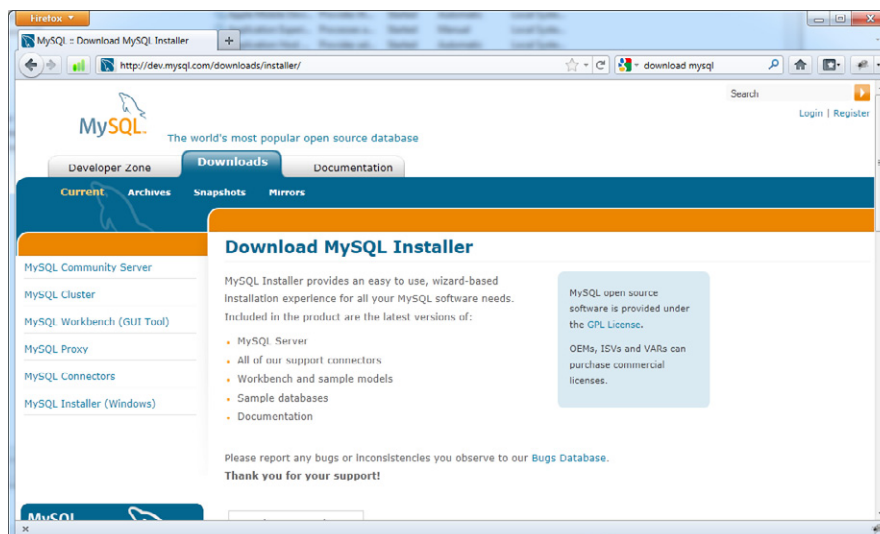 Firefox
MySQL :: Download MySQL Installer
http://dev.mysql.com/downloads/installer/
download mysql
Search
Login | Register
MySQL
The world's most popular open source database
Developer Zone
Downloads
Documentation
Current
Archives
Snapshots
Mirrors
MySQL Community Server
MySQL Cluster
MySQL Workbench (GUI Tool)
MySQL Proxy
MySQL Connectors
MySQL Installer (Windows)
Download MySQL Installer
MySQL Installer provides an easy to use, wizard-based
installation experience for all your MySQL software needs.
Included in the product are the latest versions of:
MySQL Server
All of our support connectors
Workbench and sample models
Sample databases
Documentation
MySQL open source
software is provided under
the GPL License.
OEMs, ISVs and VARs can
purchase commercial
licenses.
Please report any bugs or inconsistencies you observe to our Bugs Database.
Thank you for your support!
MySQL